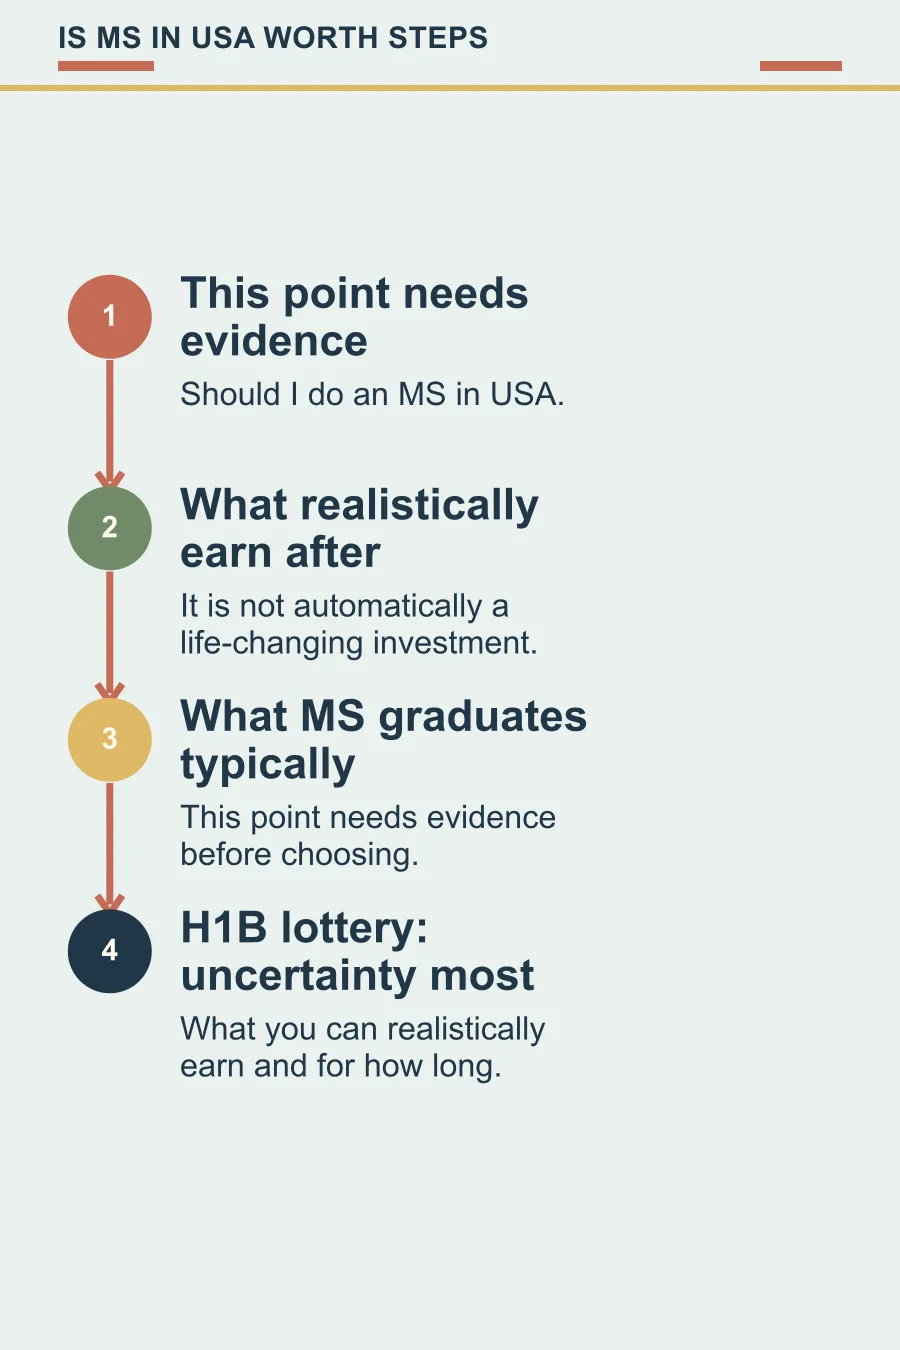 IS MS IN USA WORTH STEPS
1
This point needs
evidence
Should I do an MS in USA.
2
What realistically
earn after
It is not automatically a
life-changing investment.
3
What MS graduates
typically
This point needs evidence
before choosing.
4
H1B lottery:
uncertainty most
What you can realistically
earn and for how long.